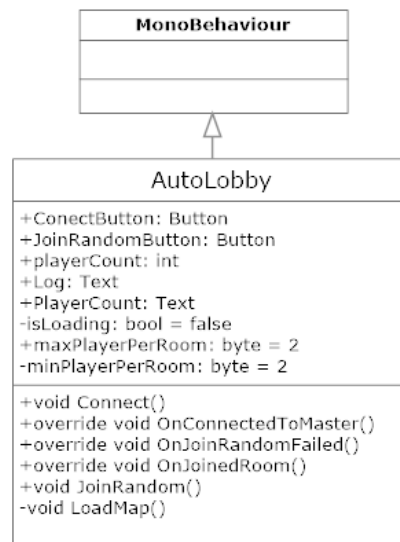 MonoBehaviour
AutoLobby
+ConectButton: Button
+JoinRandomButton: Button
+playerCount: int
+Log: Text
+PlayerCount: Text
-isLoading: bool = false
+maxPlayerPerRoom: byte = 2
-minPlayerPerRoom: byte = 2
+void Connect()
+override void OnConnectedToMaster()
+override void OnJoinRandomFailed()
+override void OnJoinedRoom()
+void JoinRandom()
-void LoadMap()